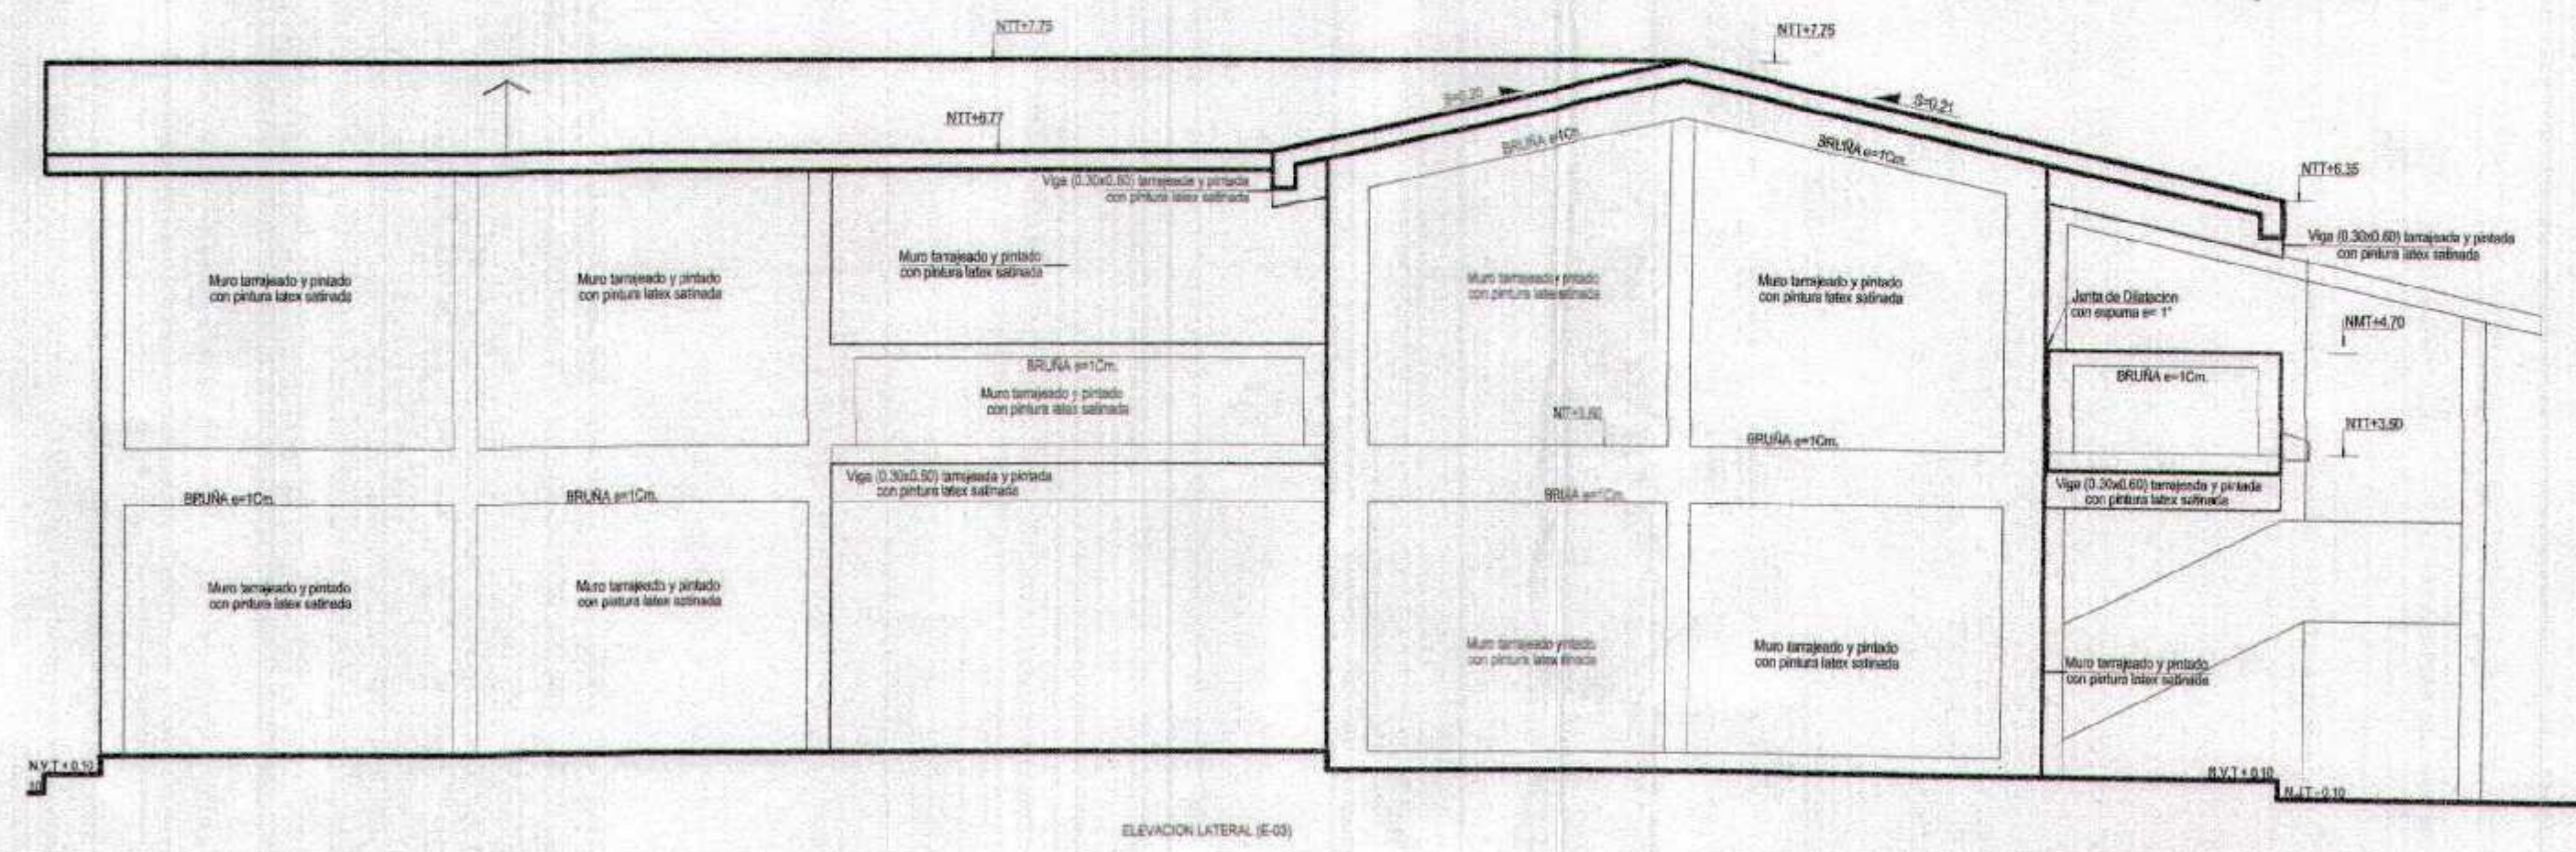 NTT+7.75
NTT+7.75
S=0.20
S=0.21
NTT+6.77
BRUÑA e=1Cm.
BRUÑA e=1Cm.
NTT+6.35
Viga (0.30x0.60) tarrajeada y pintada
con pintura latex satinada
Viga (0.30x0.60) tarrajeada y pintada
con pintura latex satinada
Muro tarrajeado y pintado
con pintura latex satinada
Muro tarrajeado y pintado
con pintura latex satinada
Muro tarrajeado y pintado
con pintura latex satinada
Muro tarrajeado y pintado
con pintura latex satinada
Muro tarrajeado y pintado
con pintura latex satinada
Junta de Dilatacion
con espuma e= 1"
NMT+4.70
BRUÑA e=1Cm.
Muro tarrajeado y pintado
con pintura latex satinada
BRUÑA e=1Cm.
NTT+3.50
BRUÑA e=1Cm.
Viga (0.30x0.60) tarrajeada y pintada
con pintura latex satinada
Viga (0.30x0.60) tarrajeada y pintada
con pintura latex satinada
BRUÑA e=1Cm.
BRUÑA e=1Cm.
BRUÑA e=1Cm.
Muro tarrajeado y pintado
con pintura latex satinada
Muro tarrajeado y pintado
con pintura latex satinada
Muro tarrajeado
con pintura latex
Muro tarrajeado y pintado
con pintura latex satinada
Muro tarrajeado y pintado
con pintura latex satinada
N.V.T + 0.10
10
N.V.T + 0.10
ELEVACION LATERAL (E-03)